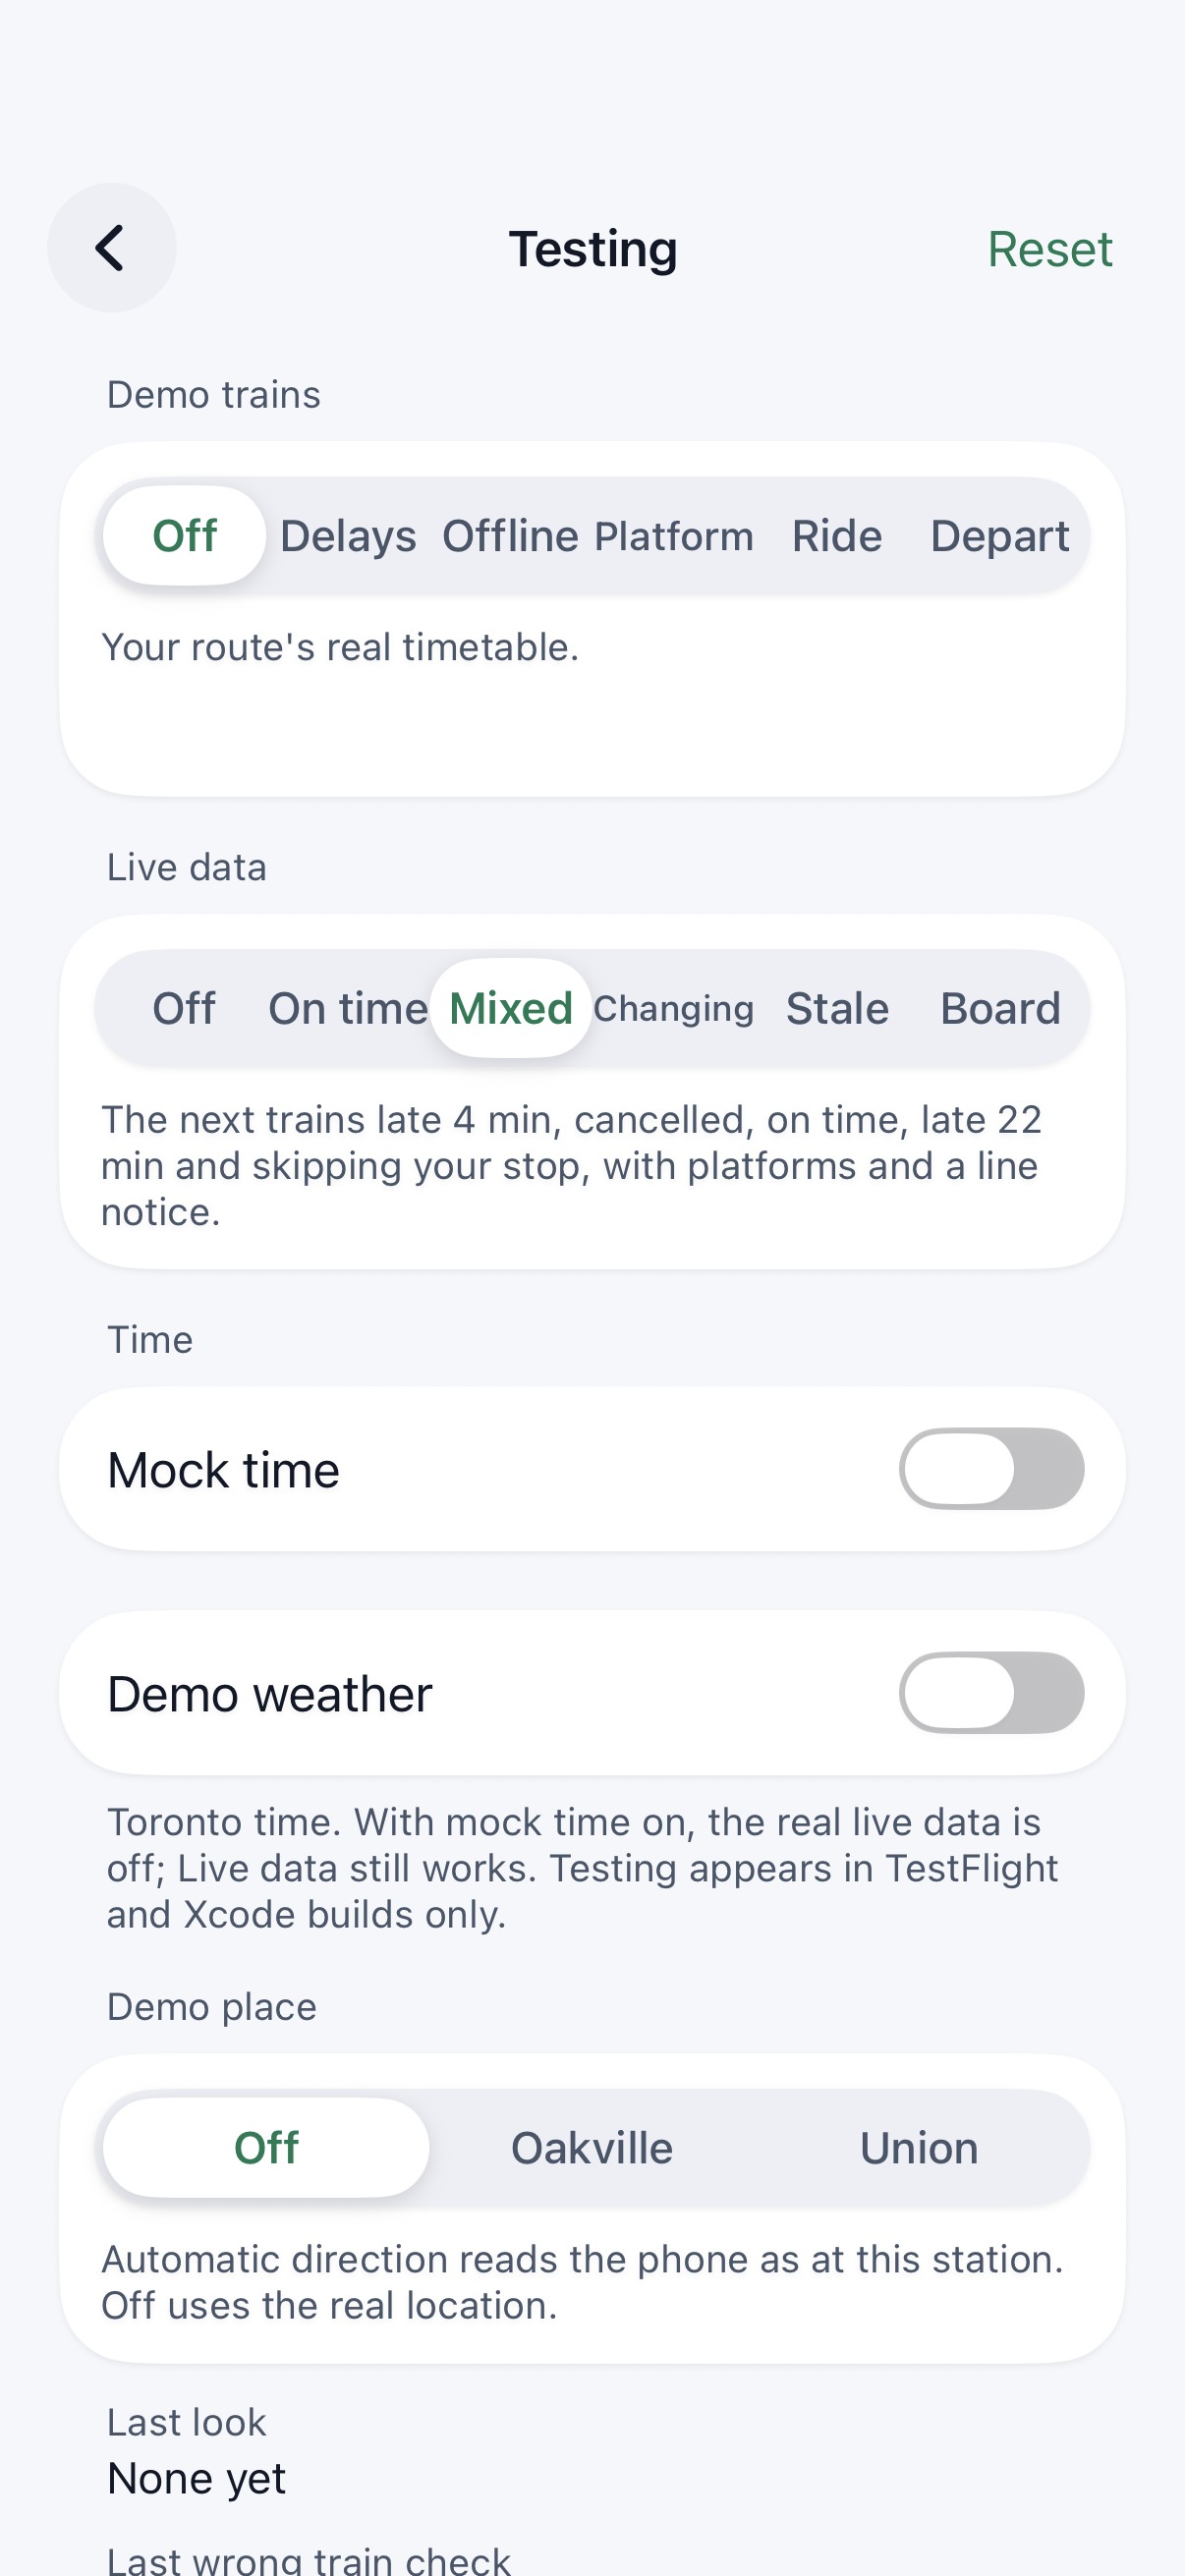 Testing
Reset
Demo trains
Off Delays Offline Platform Ride Depart
Your route's real timetable.
Live data
Off On time Mixed Changing Stale Board
The next trains late 4 min, cancelled, on time, late 22
min and skipping your stop, with platforms and a line
notice.
Time
Mock time
Demo weather
Toronto time. With mock time on, the real live data is
off; Live data still works. Testing appears in TestFlight
and Xcode builds only.
Demo place
Off Oakville Union
Automatic direction reads the phone as at this station.
Off uses the real location.
Last look
None yet
Last wrong train check